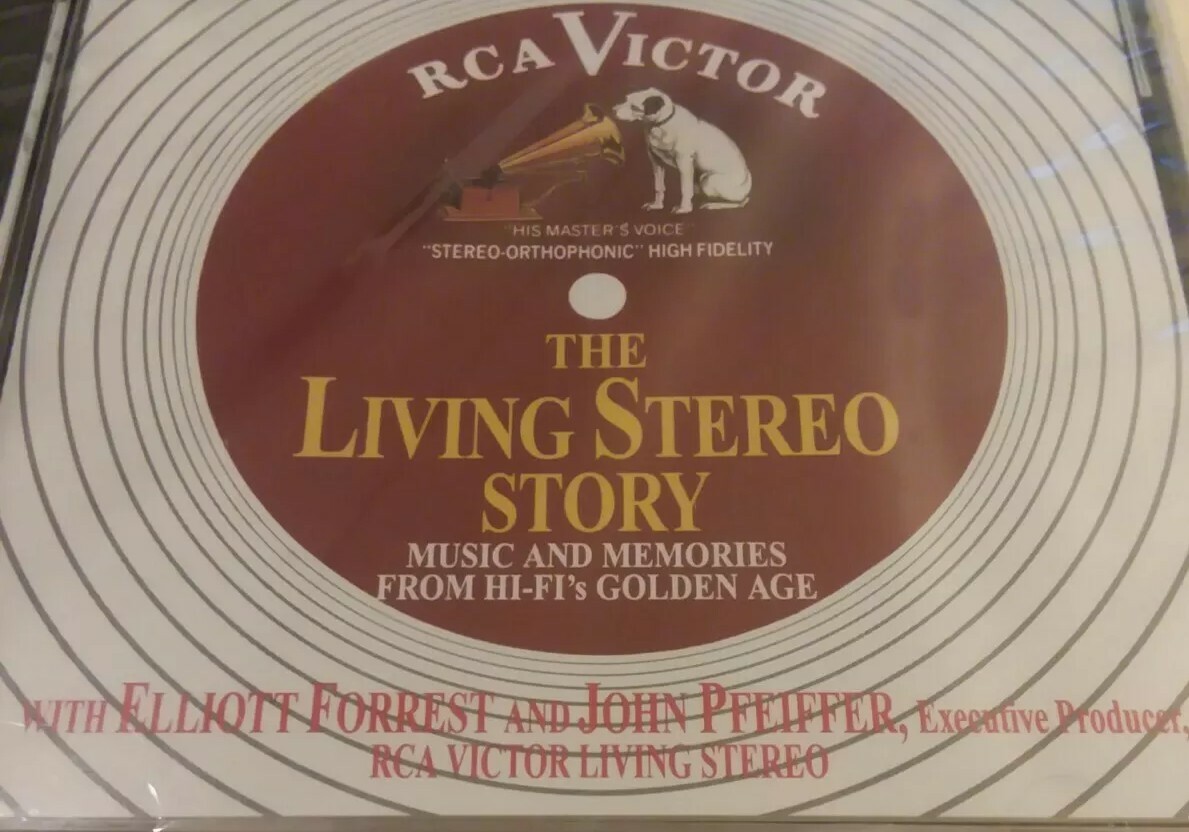 RCA VICTOR
"HIS MASTER'S VOICE"
"STEREO-ORTHOPHONIC" HIGH FIDELITY
THE
LIVING STEREO
STORY
MUSIC AND MEMORIES
FROM HI-FI's GOLDEN AGE
WITH ELLIOTT FORREST AND JOHN PFEIFFER, Executive Producer,
RCA VICTOR LIVING STEREO